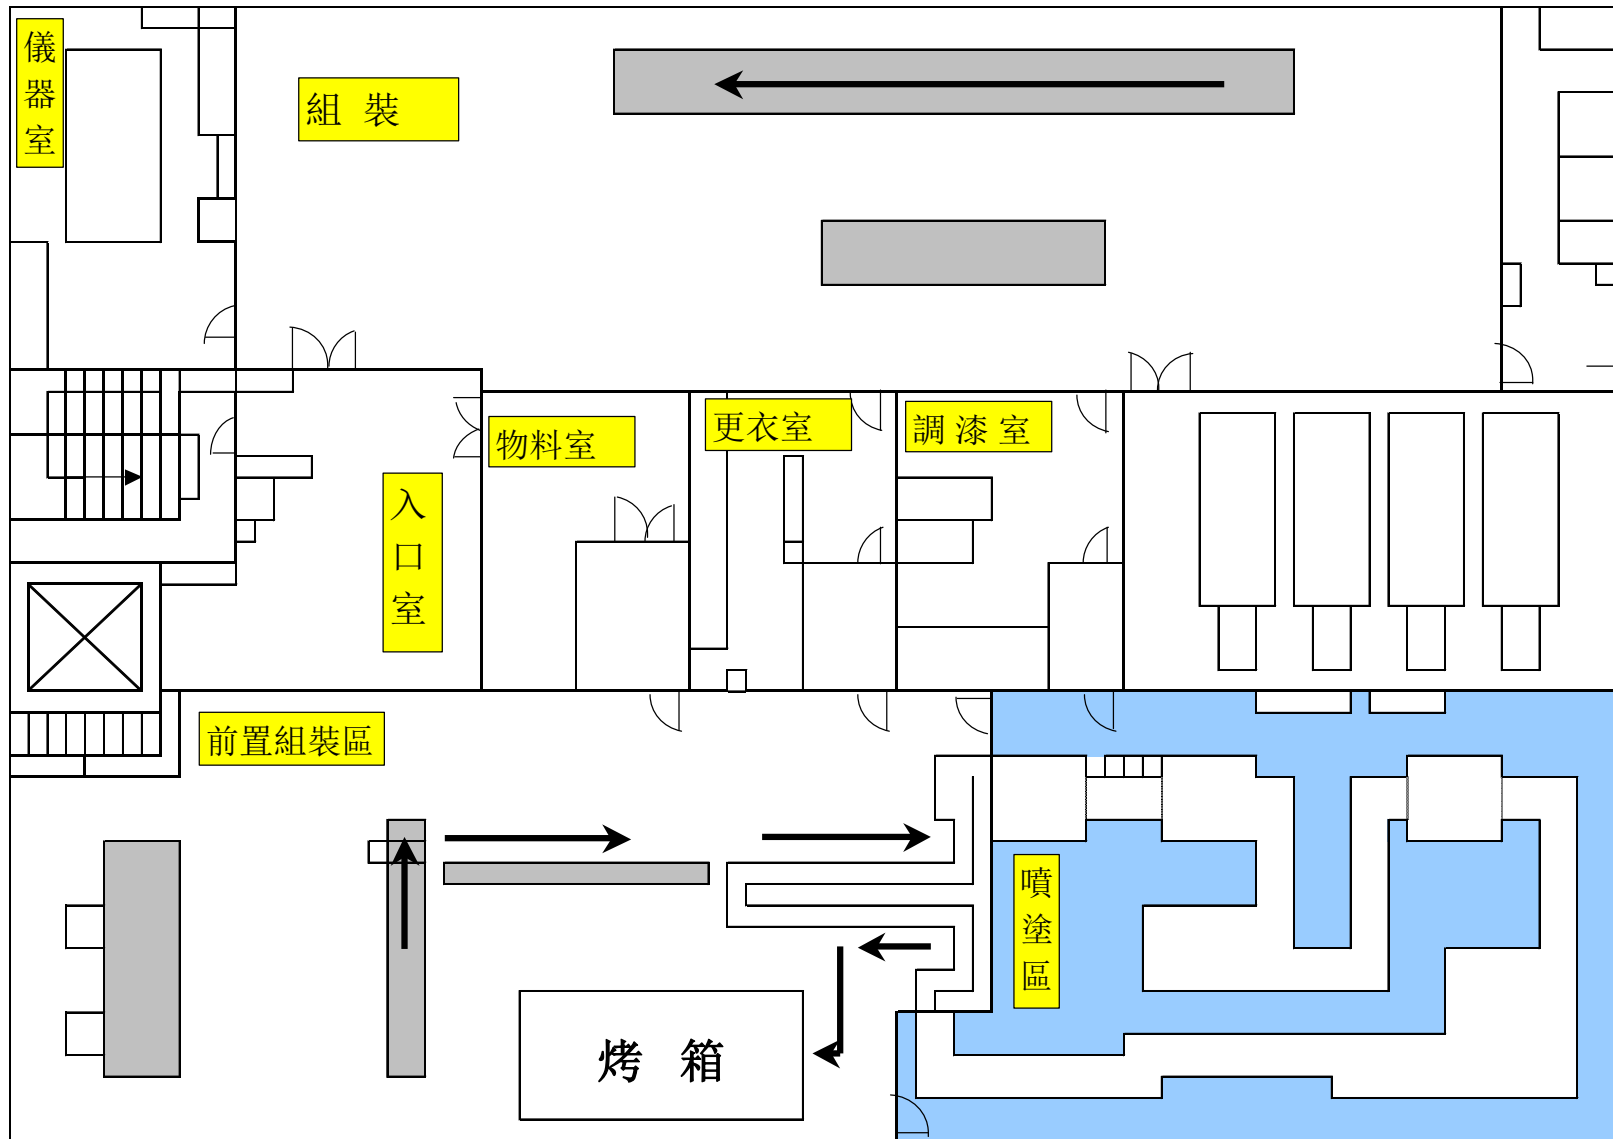 儀器室
組 裝
物料室
更衣室
調漆室
入口室
前置組裝區
噴塗區
烤 箱